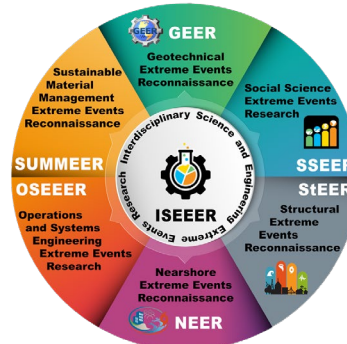 GEER
GEER
Geotechnical
Extreme Events
Reconnaissance
Social Science
Extreme Events
Research
SSEER
StEER
Structural
Extreme
Events
Reconnaissance
Nearshore
Extreme Events
Reconnaissance
NEER
Operations
and Systems
Engineering
Extreme Events
Research
OSEEER
SUMMEER
Sustainable
Material
Management
Extreme Events
Reconnaissance
Interdisciplinary Science and Engineering Extreme Events Research
ISEEER